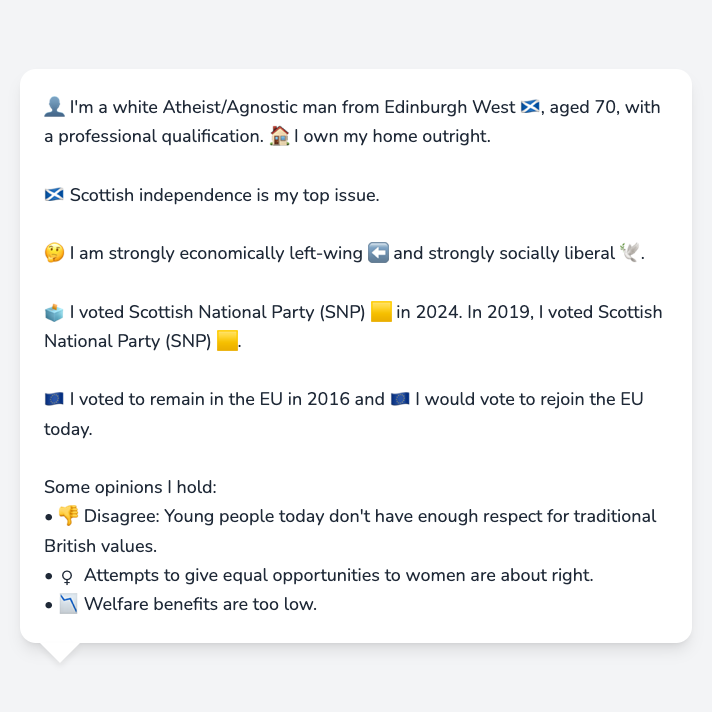 👤 I'm a white Atheist/Agnostic man from Edinburgh West 🏴󠁧󠁢󠁳󠁣󠁴󠁿, aged 70, with
a professional qualification. 🏠 I own my home outright.
🏴󠁧󠁢󠁳󠁣󠁴󠁿 Scottish independence is my top issue.
🤔 I am strongly economically left-wing ⬅️ and strongly socially liberal 🕊️.
🗳️ I voted Scottish National Party (SNP) 🟨 in 2024. In 2019, I voted Scottish
National Party (SNP) 🟨.
🇪🇺 I voted to remain in the EU in 2016 and 🇪🇺 I would vote to rejoin the EU
today.
Some opinions I hold:
• 👎 Disagree: Young people today don't have enough respect for traditional
British values.
• ♀ Attempts to give equal opportunities to women are about right.
• 📉 Welfare benefits are too low.